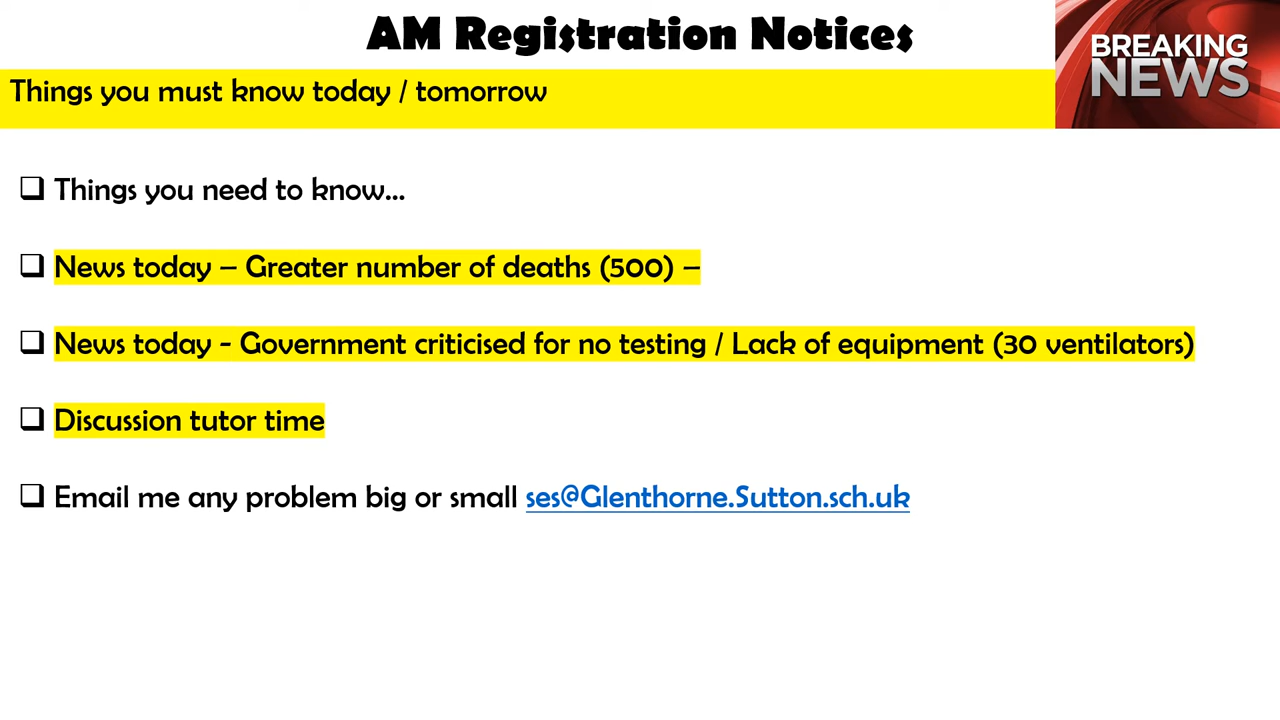 AM Registration Notices
BREAKING
NEWS
Things you must know today / tomorrow
Things you need to know...
News today – Greater number of deaths (500) –
News today - Government criticised for no testing / Lack of equipment (30 ventilators)
Discussion tutor time
Email me any problem big or small ses@Glenthorne.Sutton.sch.uk